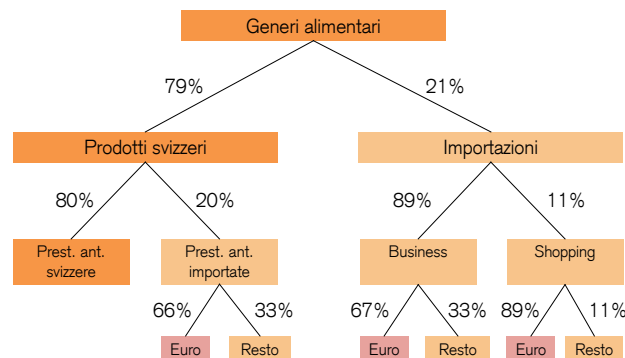 Generi alimentari
79% 21%
Prodotti svizzeri Importazioni
80% 20% 89% 11%
Prest. ant. svizzere
Prest. ant. importate
Business
Shopping
66% 33% 67% 33% 89% 11%
Euro Resto Euro Resto Euro Resto